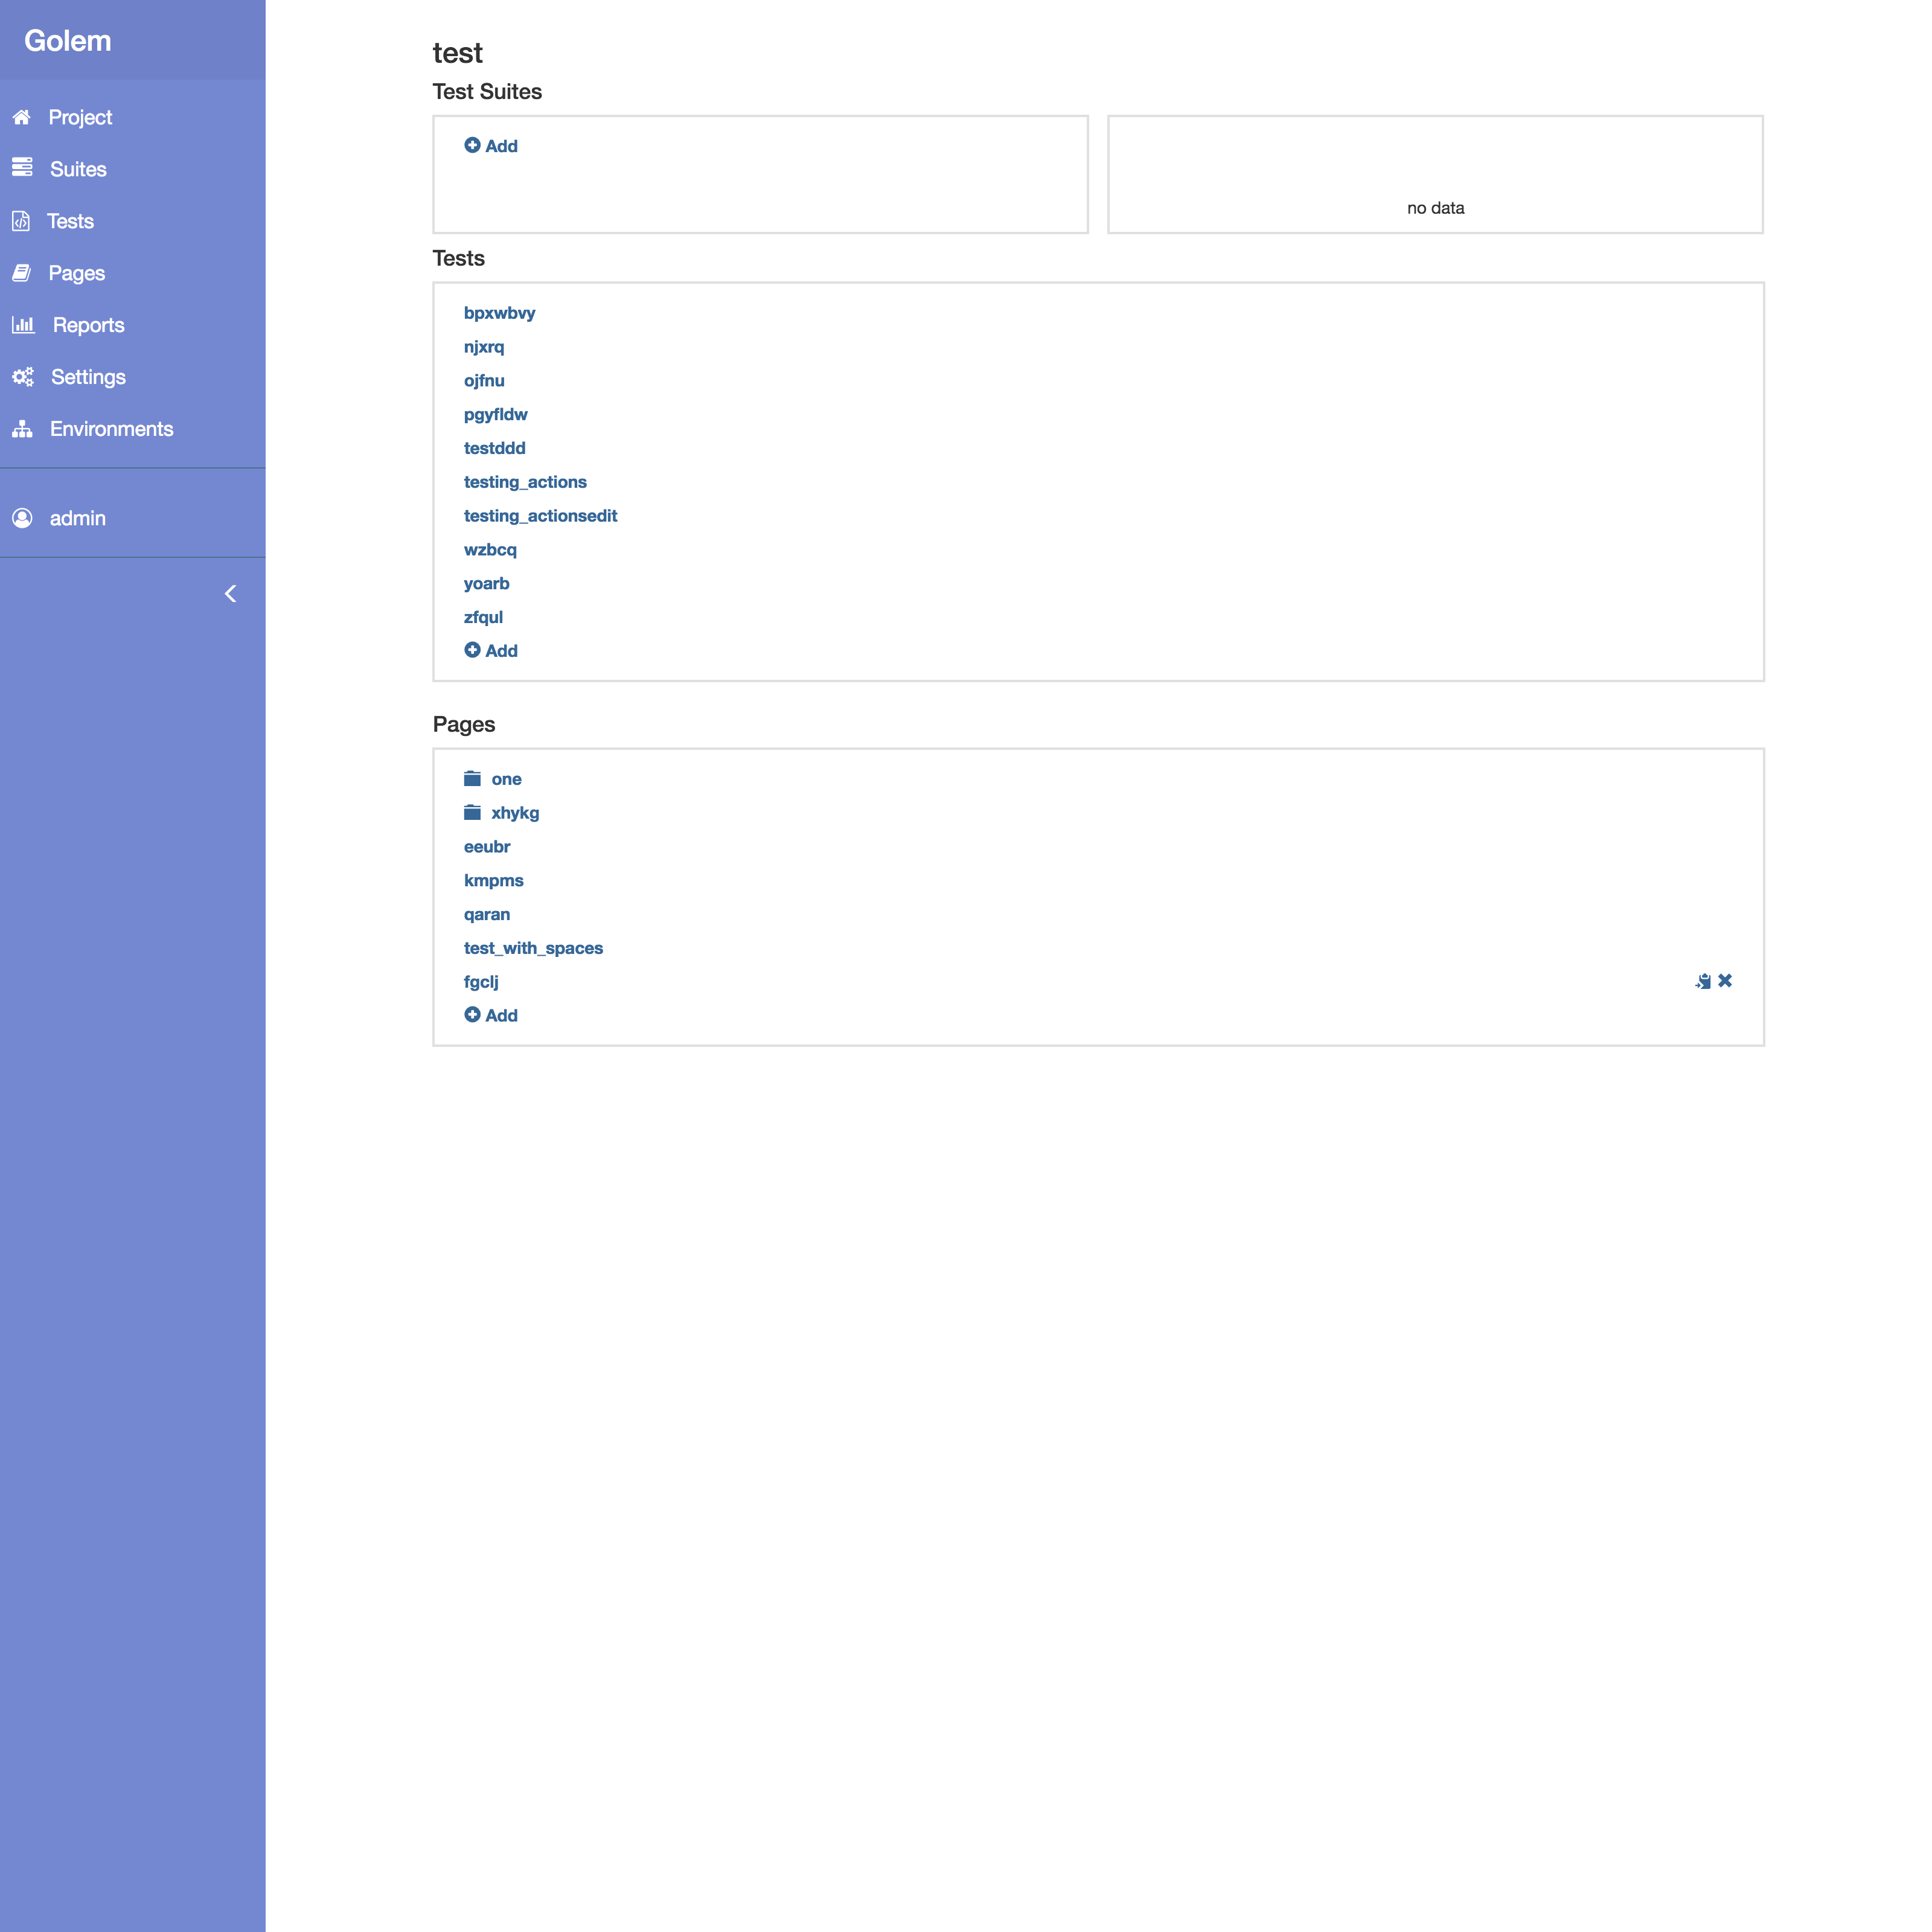 Golem
Project
Suites
Tests
Pages
Reports
Settings
Environments
admin
test
Test Suites
Add
no data
Tests
bpxwbvy
njxrq
ojfnu
pgyfldw
testddd
testing_actions
testing_actionsedit
wzbcq
yoarb
zfqul
Add
Pages
one
xhykg
eeubr
kmpms
qaran
test_with_spaces
fgclj
Add